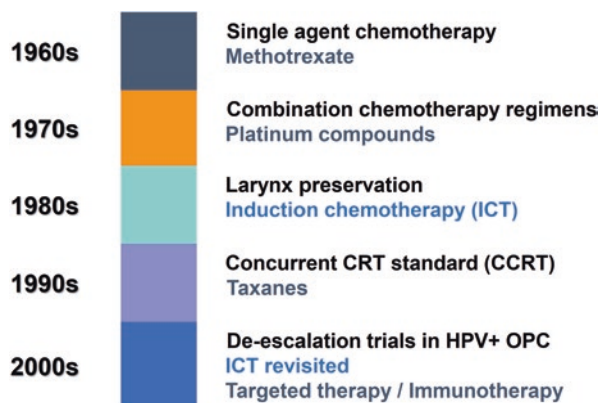 1960s
Single agent chemotherapy
Methotrexate
1970s
Combination chemotherapy regimens
Platinum compounds
1980s
Larynx preservation
Induction chemotherapy (ICT)
1990s
Concurrent CRT standard (CCRT)
Taxanes
2000s
De-escalation trials in HPV+ OPC
ICT revisited
Targeted therapy / Immunotherapy